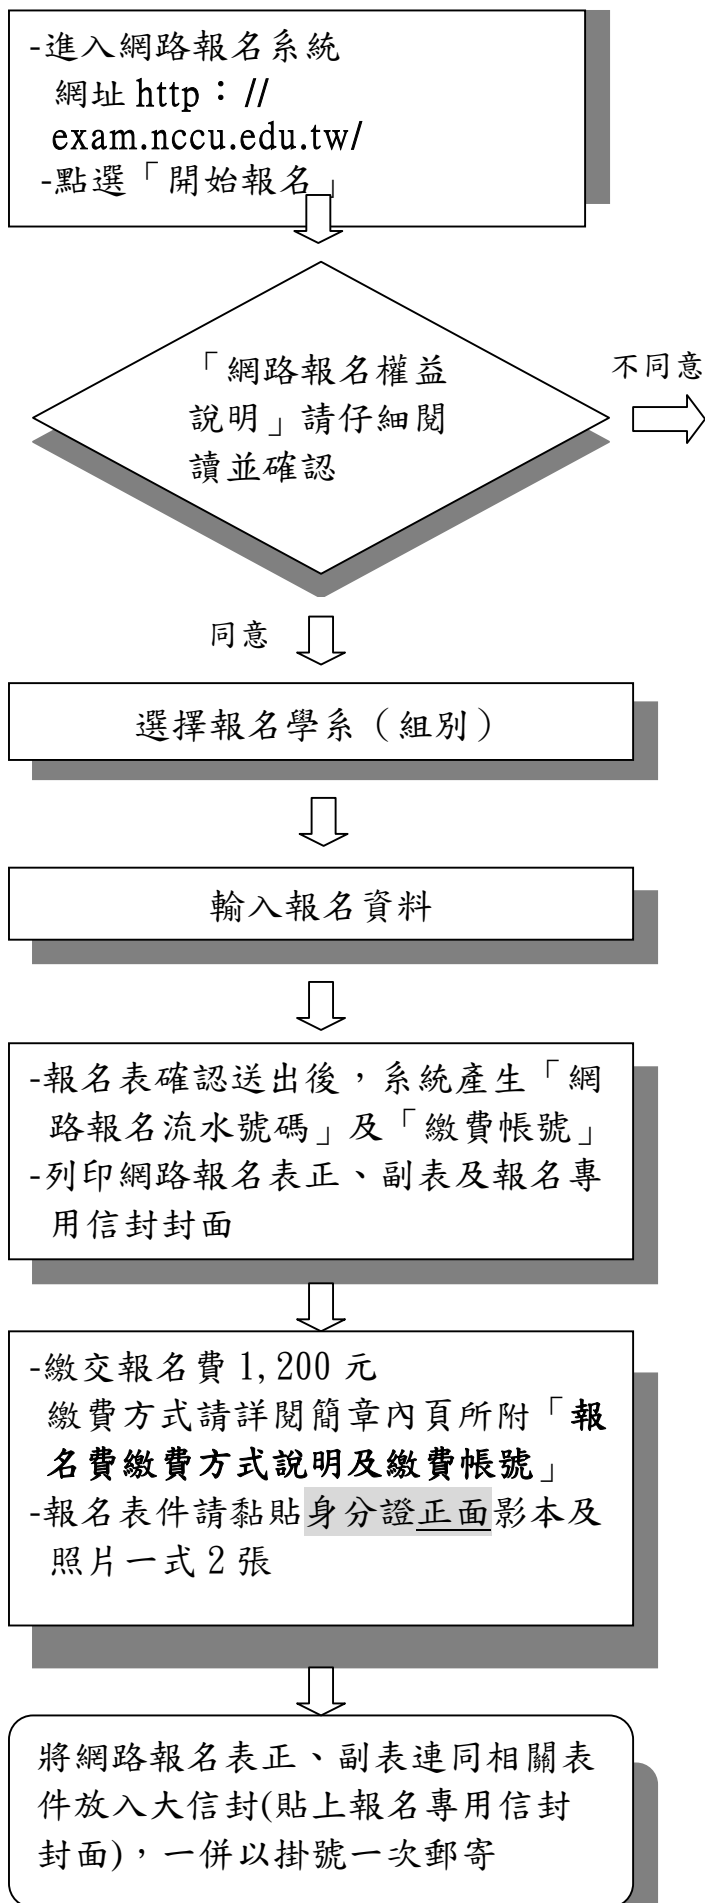 -進入網路報名系統
網址 http：//
exam.nccu.edu.tw/
-點選「開始報名」
「網路報名權益
說明」請仔細閱
讀並確認
不同意
同意
選擇報名學系（組別）
輸入報名資料
-報名表確認送出後，系統產生「網
路報名流水號碼」及「繳費帳號」
-列印網路報名表正、副表及報名專
用信封封面
-繳交報名費 1,200 元
繳費方式請詳閱簡章內頁所附「報
名費繳費方式說明及繳費帳號」
-報名表件請黏貼身分證正面影本及
照片一式 2 張
將網路報名表正、副表連同相關表
件放入大信封(貼上報名專用信封
封面)，一併以掛號一次郵寄